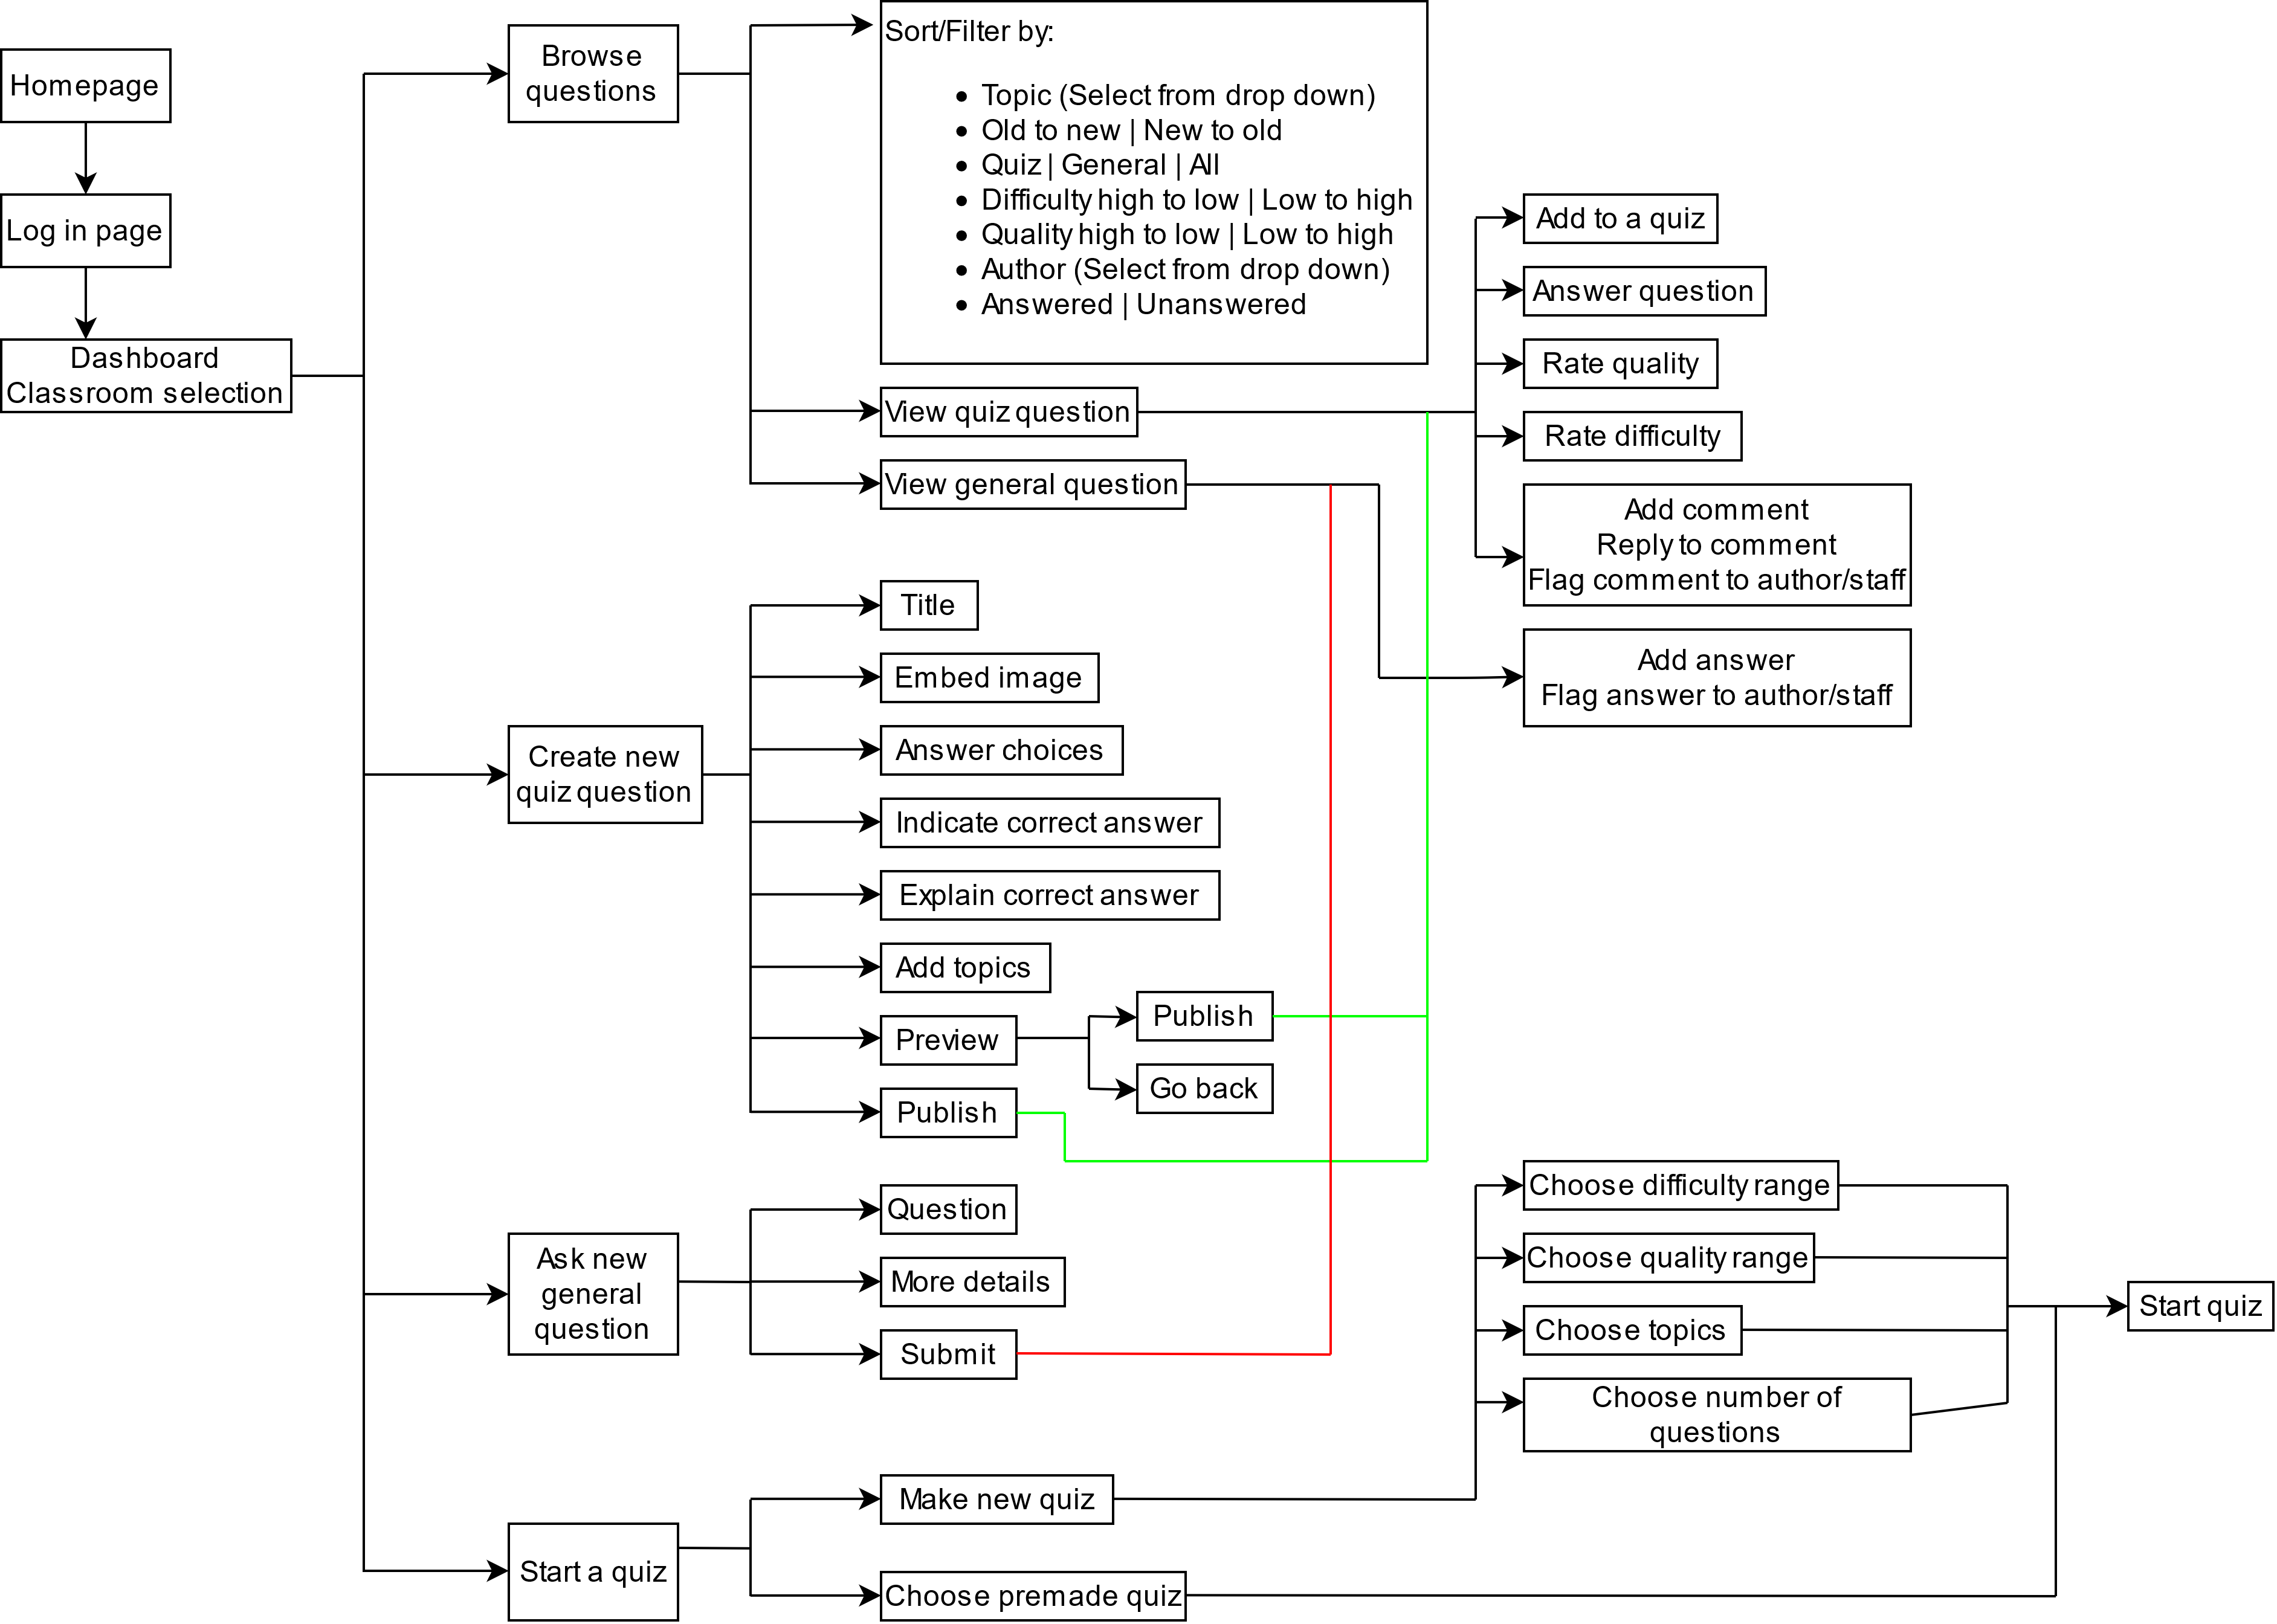 Homepage
Log in page
Dashboard
Classroom selection
Browse
questions
Sort/Filter by:
• Topic (Select from drop down)
• Old to new | New to old
• Quiz | General | All
• Difficulty high to low | Low to high
• Quality high to low | Low to high
• Author (Select from drop down)
• Answered | Unanswered
View quiz question
View general question
Add to a quiz
Answer question
Rate quality
Rate difficulty
Add comment
Reply to comment
Flag comment to author/staff
Add answer
Flag answer to author/staff
Create new
quiz question
Title
Embed image
Answer choices
Indicate correct answer
Explain correct answer
Add topics
Preview
Publish
Go back
Publish
Ask new
general
question
Question
More details
Submit
Start a quiz
Make new quiz
Choose premade quiz
Choose difficulty range
Choose quality range
Choose topics
Choose number of
questions
Start quiz